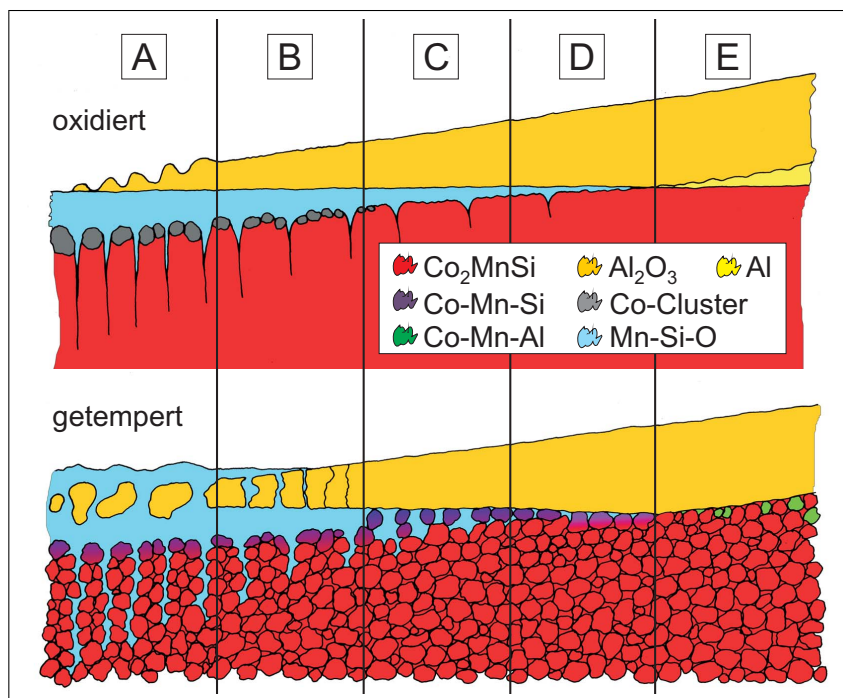 A B C D E
oxidiert
Co₂MnSi Al₂O₃ Al
Co-Mn-Si Co-Cluster
Co-Mn-Al Mn-Si-O
getempert